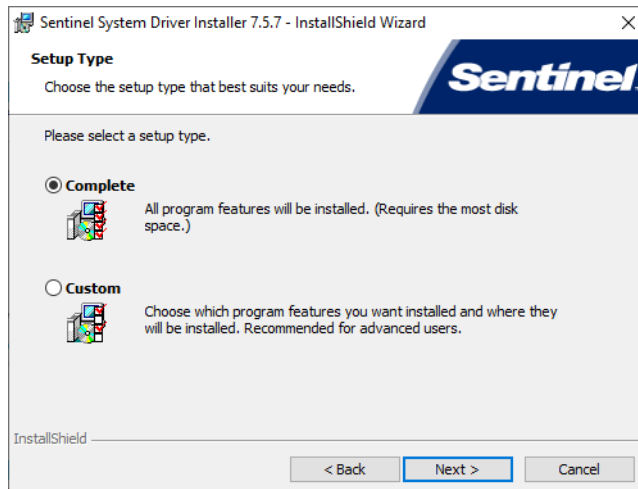 Sentinel System Driver Installer 7.5.7 - InstallShield Wizard
Setup Type
Choose the setup type that best suits your needs.
Sentinel
Please select a setup type.
Complete
All program features will be installed. (Requires the most disk
space.)
Custom
Choose which program features you want installed and where they
will be installed. Recommended for advanced users.
InstallShield
< Back
Next >
Cancel